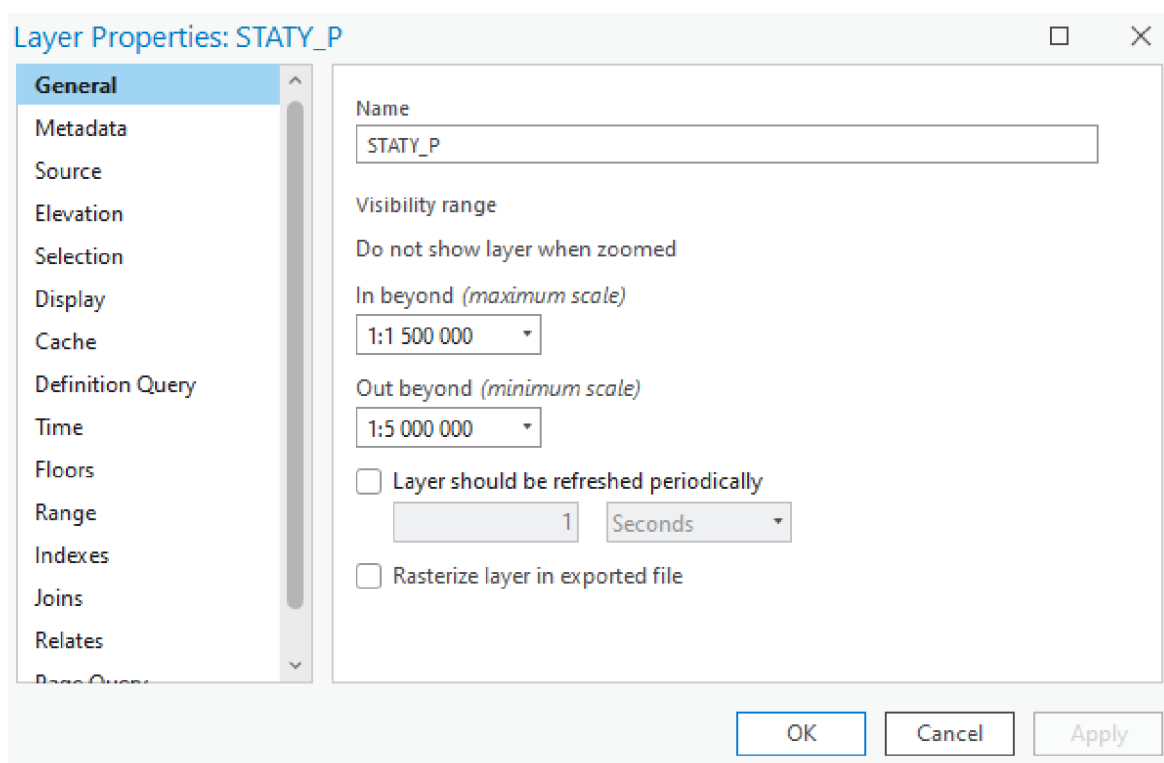 Layer Properties: STATY_P
General
Metadata
Source
Elevation
Selection
Display
Cache
Definition Query
Time
Floors
Range
Indexes
Joins
Relates
Page Query
Name
STATY_P
Visibility range
Do not show layer when zoomed
In beyond (maximum scale)
1:1 500 000
Out beyond (minimum scale)
1:5 000 000
Layer should be refreshed periodically
1 Seconds
Rasterize layer in exported file
OK Cancel Apply